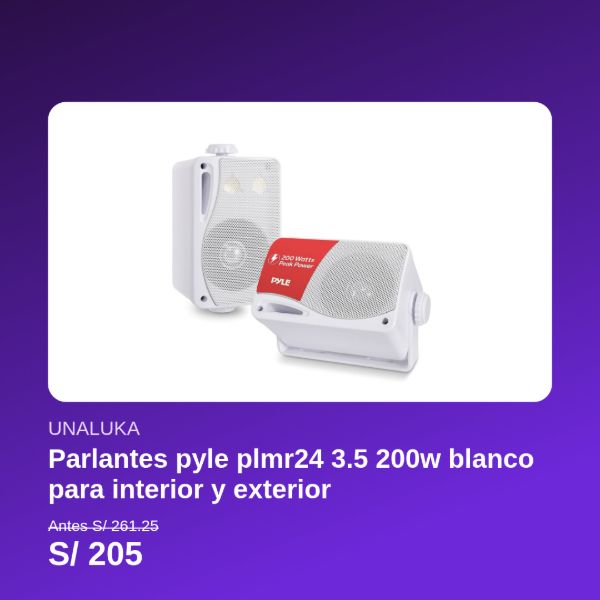 200 Watts
Peak Power
PYLE
UNALUKA
Parlantes pyle plmr24 3.5 200w blanco
para interior y exterior
Antes S/ 261.25
S/ 205